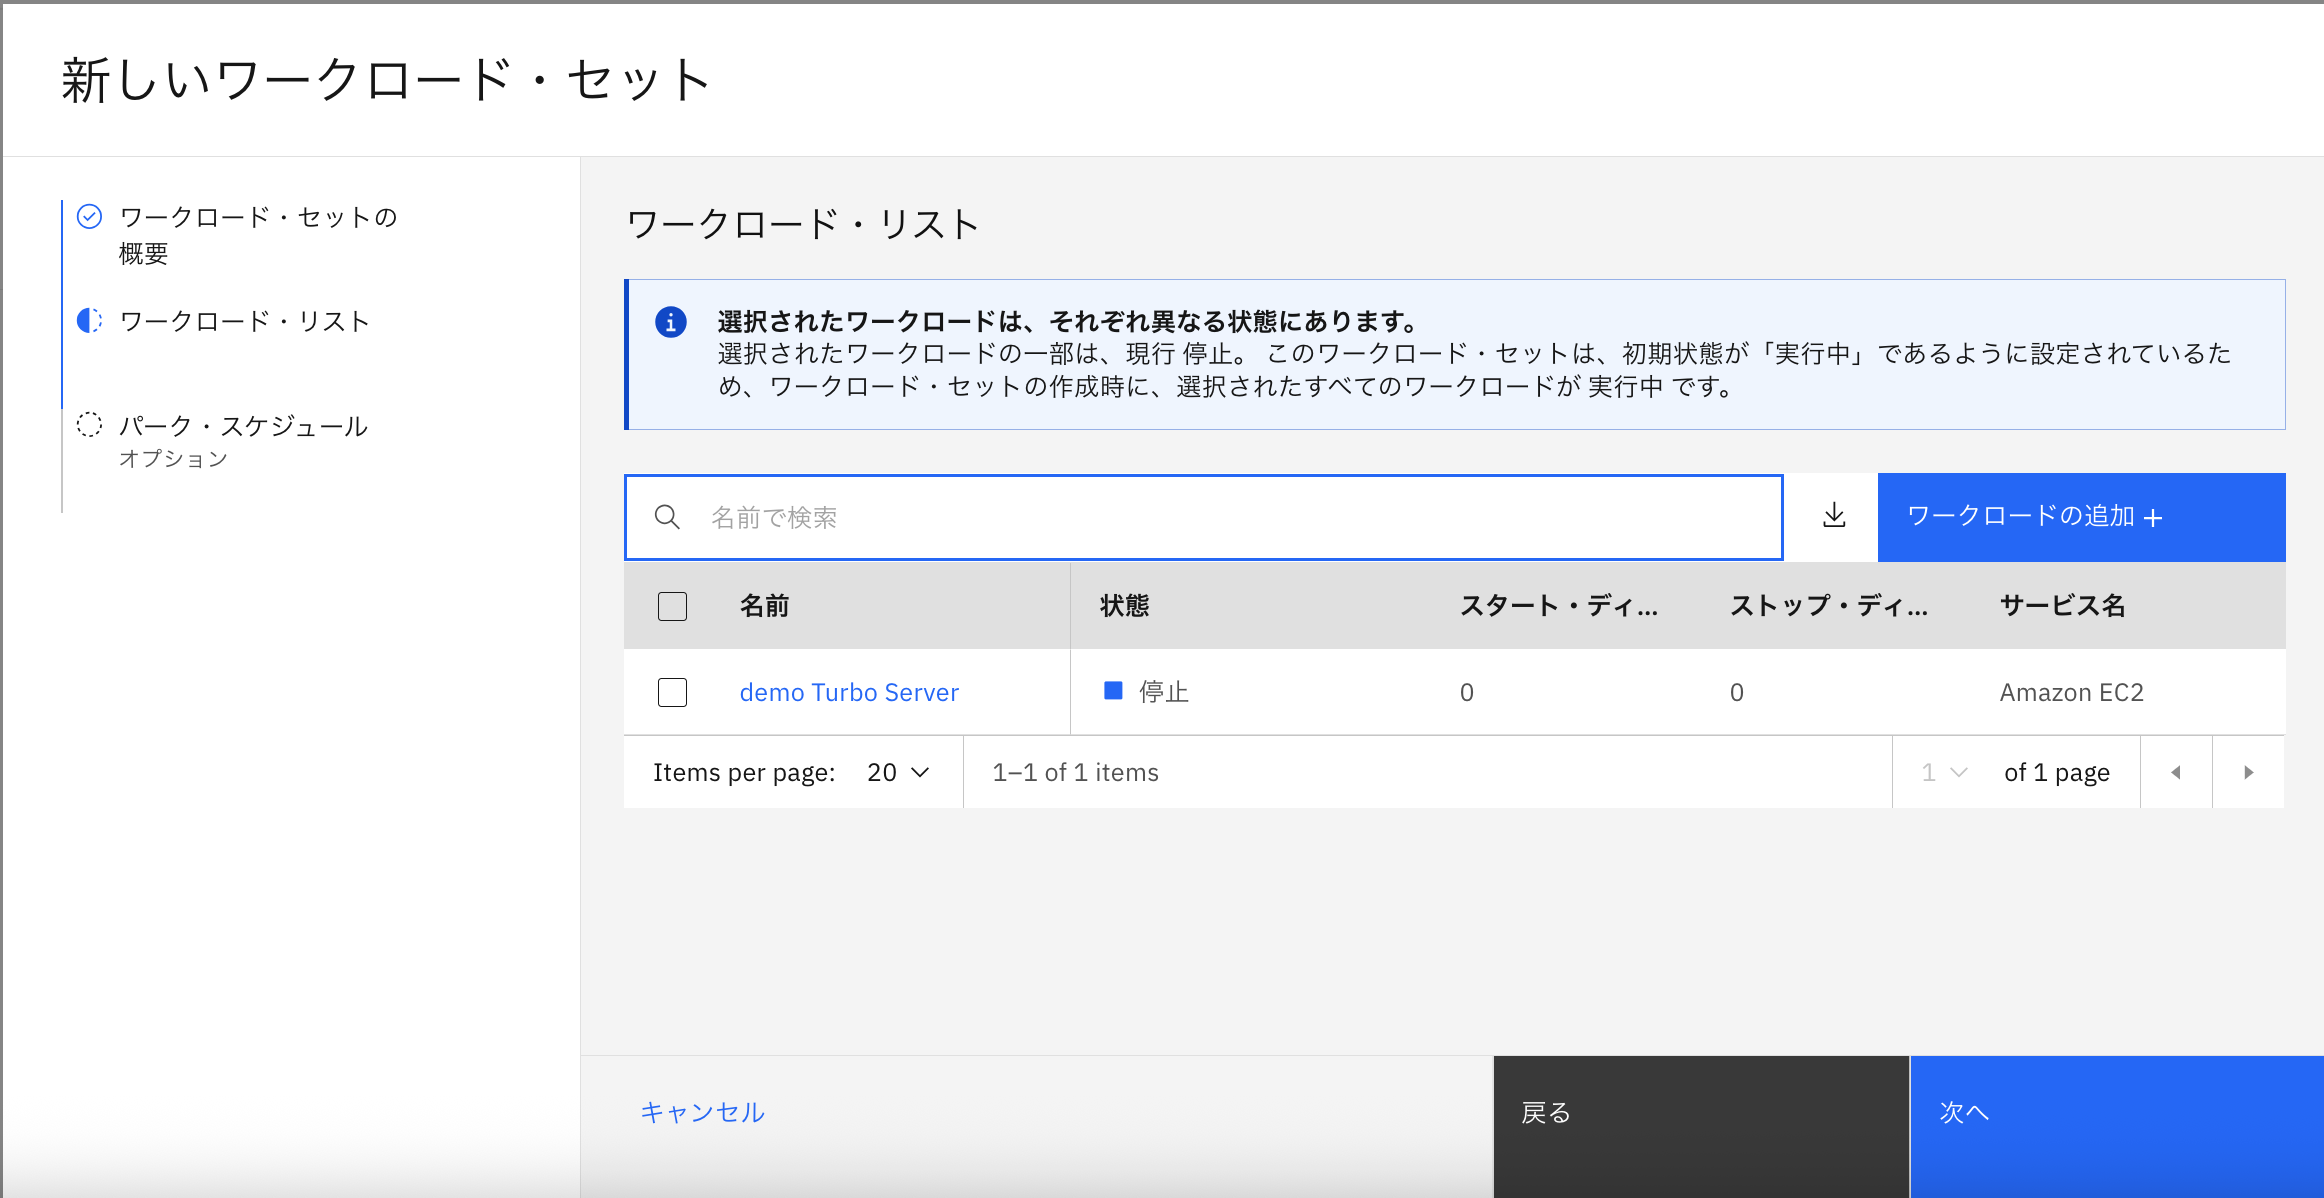 新しいワークロード・セット
ワークロード・セットの
概要
ワークロード・リスト
パーク・スケジュール
オプション
ワークロード・リスト
選択されたワークロードは、それぞれ異なる状態にあります。
選択されたワークロードの一部は、現行 停止。 このワークロード・セットは、初期状態が「実行中」であるように設定されているた
め、ワークロード・セットの作成時に、選択されたすべてのワークロードが 実行中 です。
名前で検索
ワークロードの追加 +
名前 状態 スタート・ディ... ストップ・ディ... サービス名
demo Turbo Server 停止 0 0 Amazon EC2
Items per page: 20 1–1 of 1 items 1 of 1 page
キャンセル 戻る 次へ